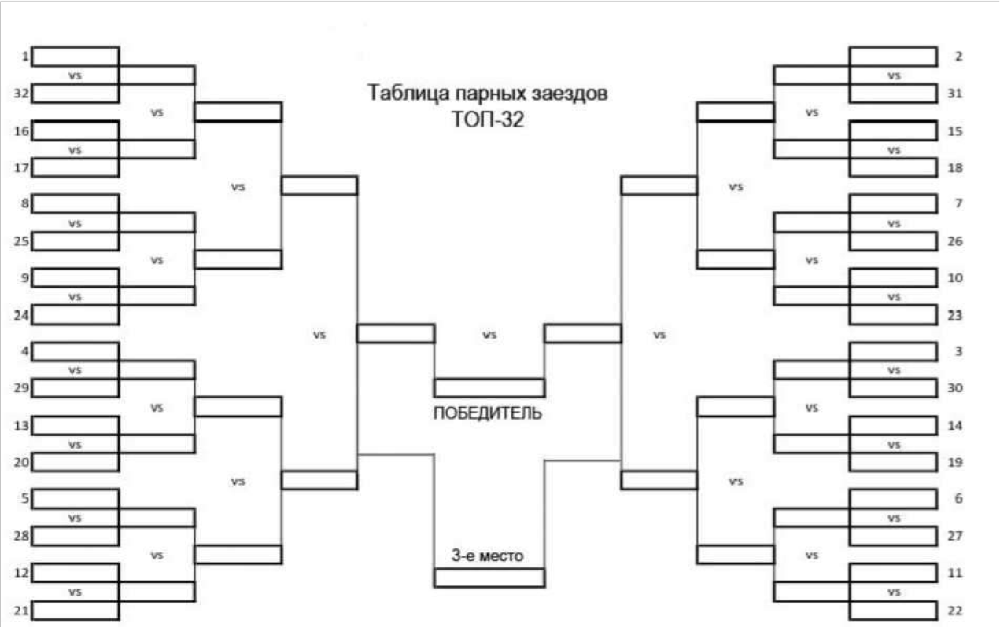 Таблица парных заездов
ТОП-32
1
vs
32
vs
16
vs
17
vs
8
vs
25
vs
9
vs
24
vs
4
vs
29
vs
13
vs
20
vs
5
vs
28
vs
12
vs
21
vs
ПОБЕДИТЕЛЬ
3-е место
vs
2
vs
31
vs
15
vs
18
vs
7
vs
26
vs
10
vs
23
vs
3
vs
30
vs
14
vs
19
vs
6
vs
27
vs
11
vs
22